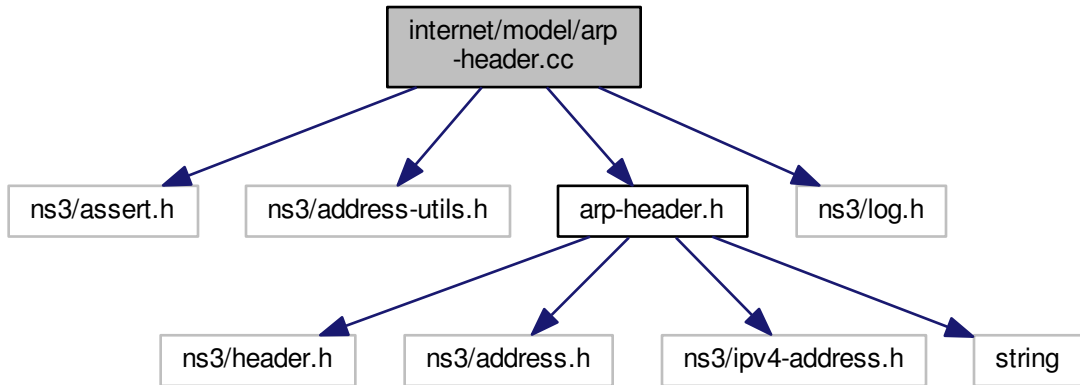 internet/model/arp
-header.cc
ns3/assert.h
ns3/address-utils.h
arp-header.h
ns3/log.h
ns3/header.h
ns3/address.h
ns3/ipv4-address.h
string